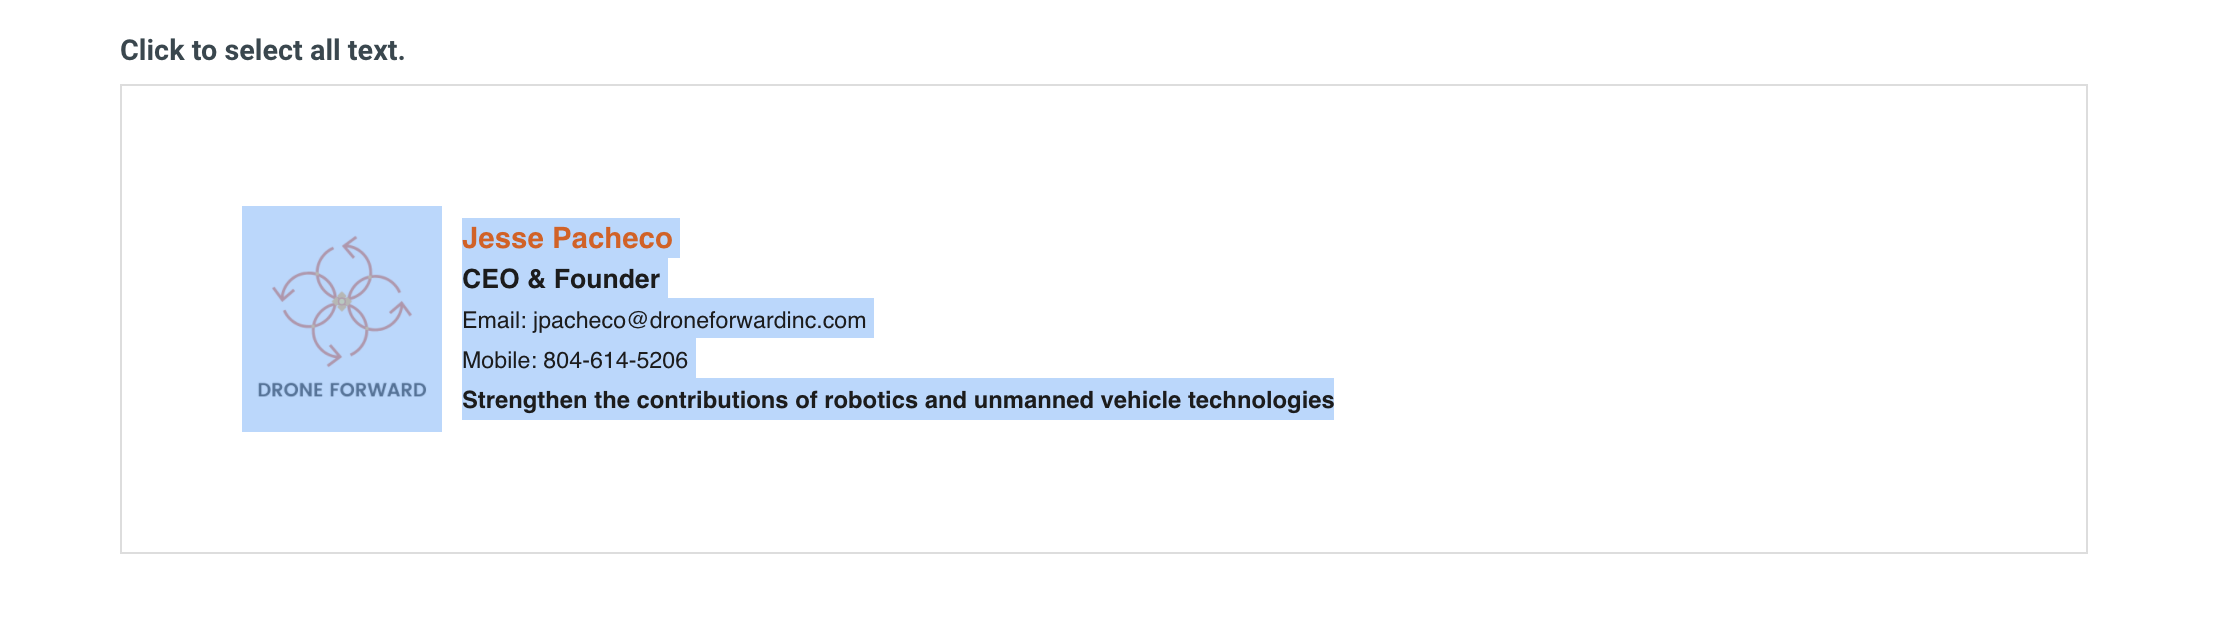 Click to select all text.
DRONE FORWARD
Jesse Pacheco
CEO & Founder
Email: jpacheco@droneforwardinc.com
Mobile: 804-614-5206
Strengthen the contributions of robotics and unmanned vehicle technologies